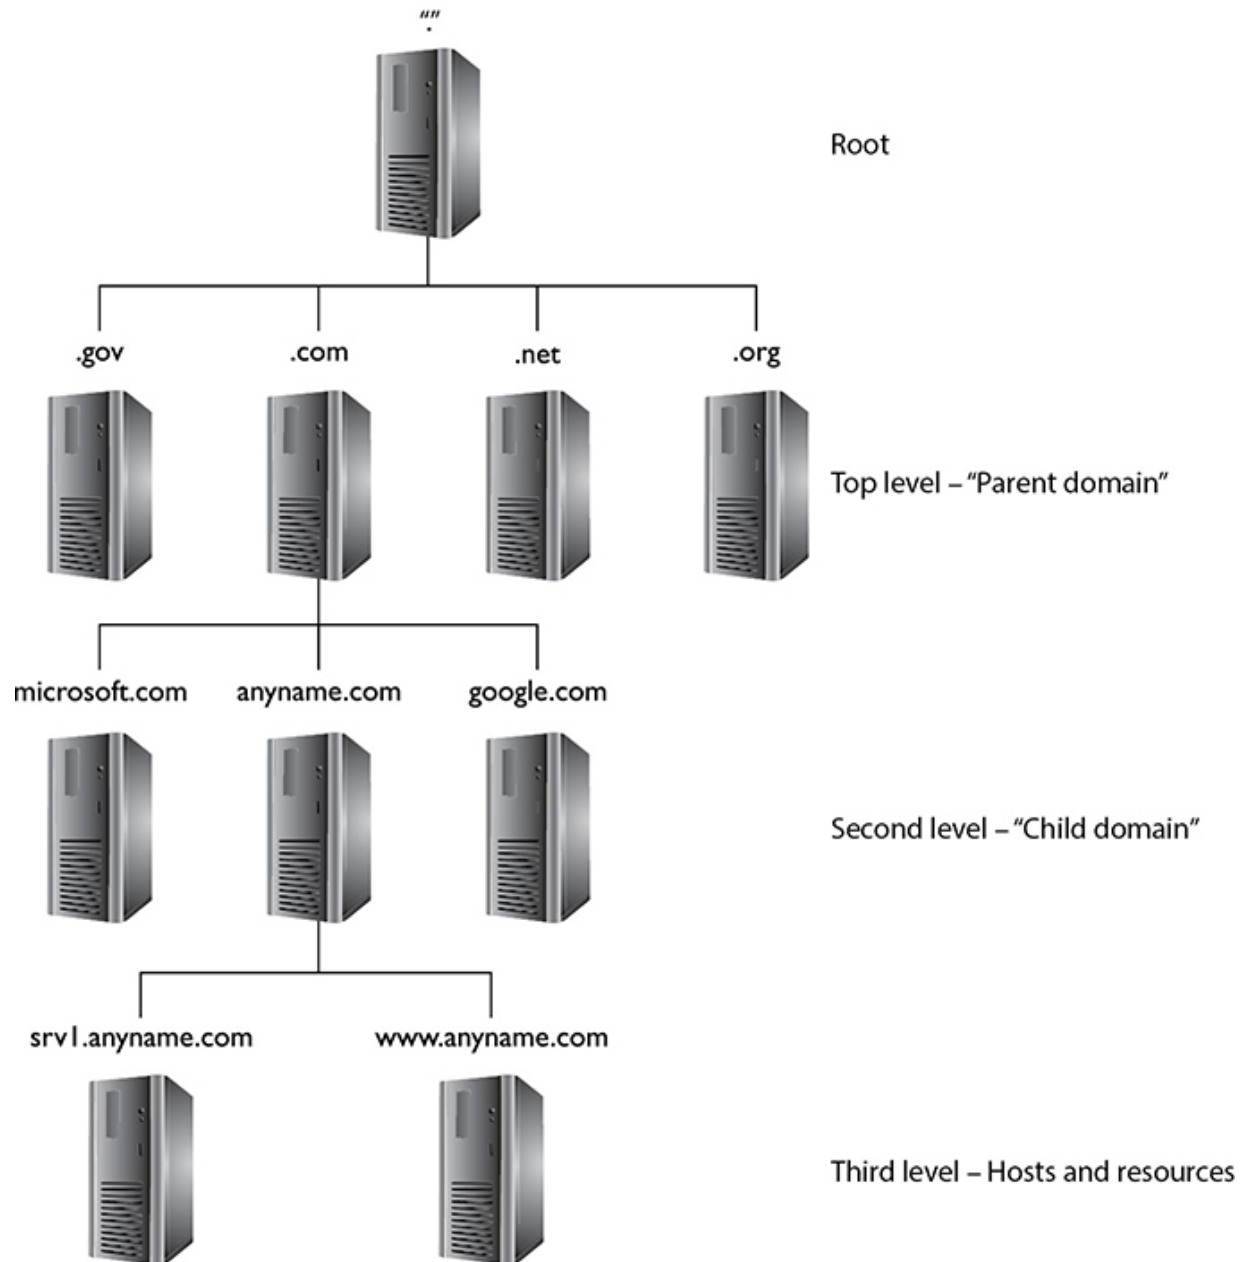 “.”
Root
.gov .com .net .org
Top level – “Parent domain”
microsoft.com anyname.com google.com
Second level – “Child domain”
srv1.anyname.com www.anyname.com
Third level – Hosts and resources